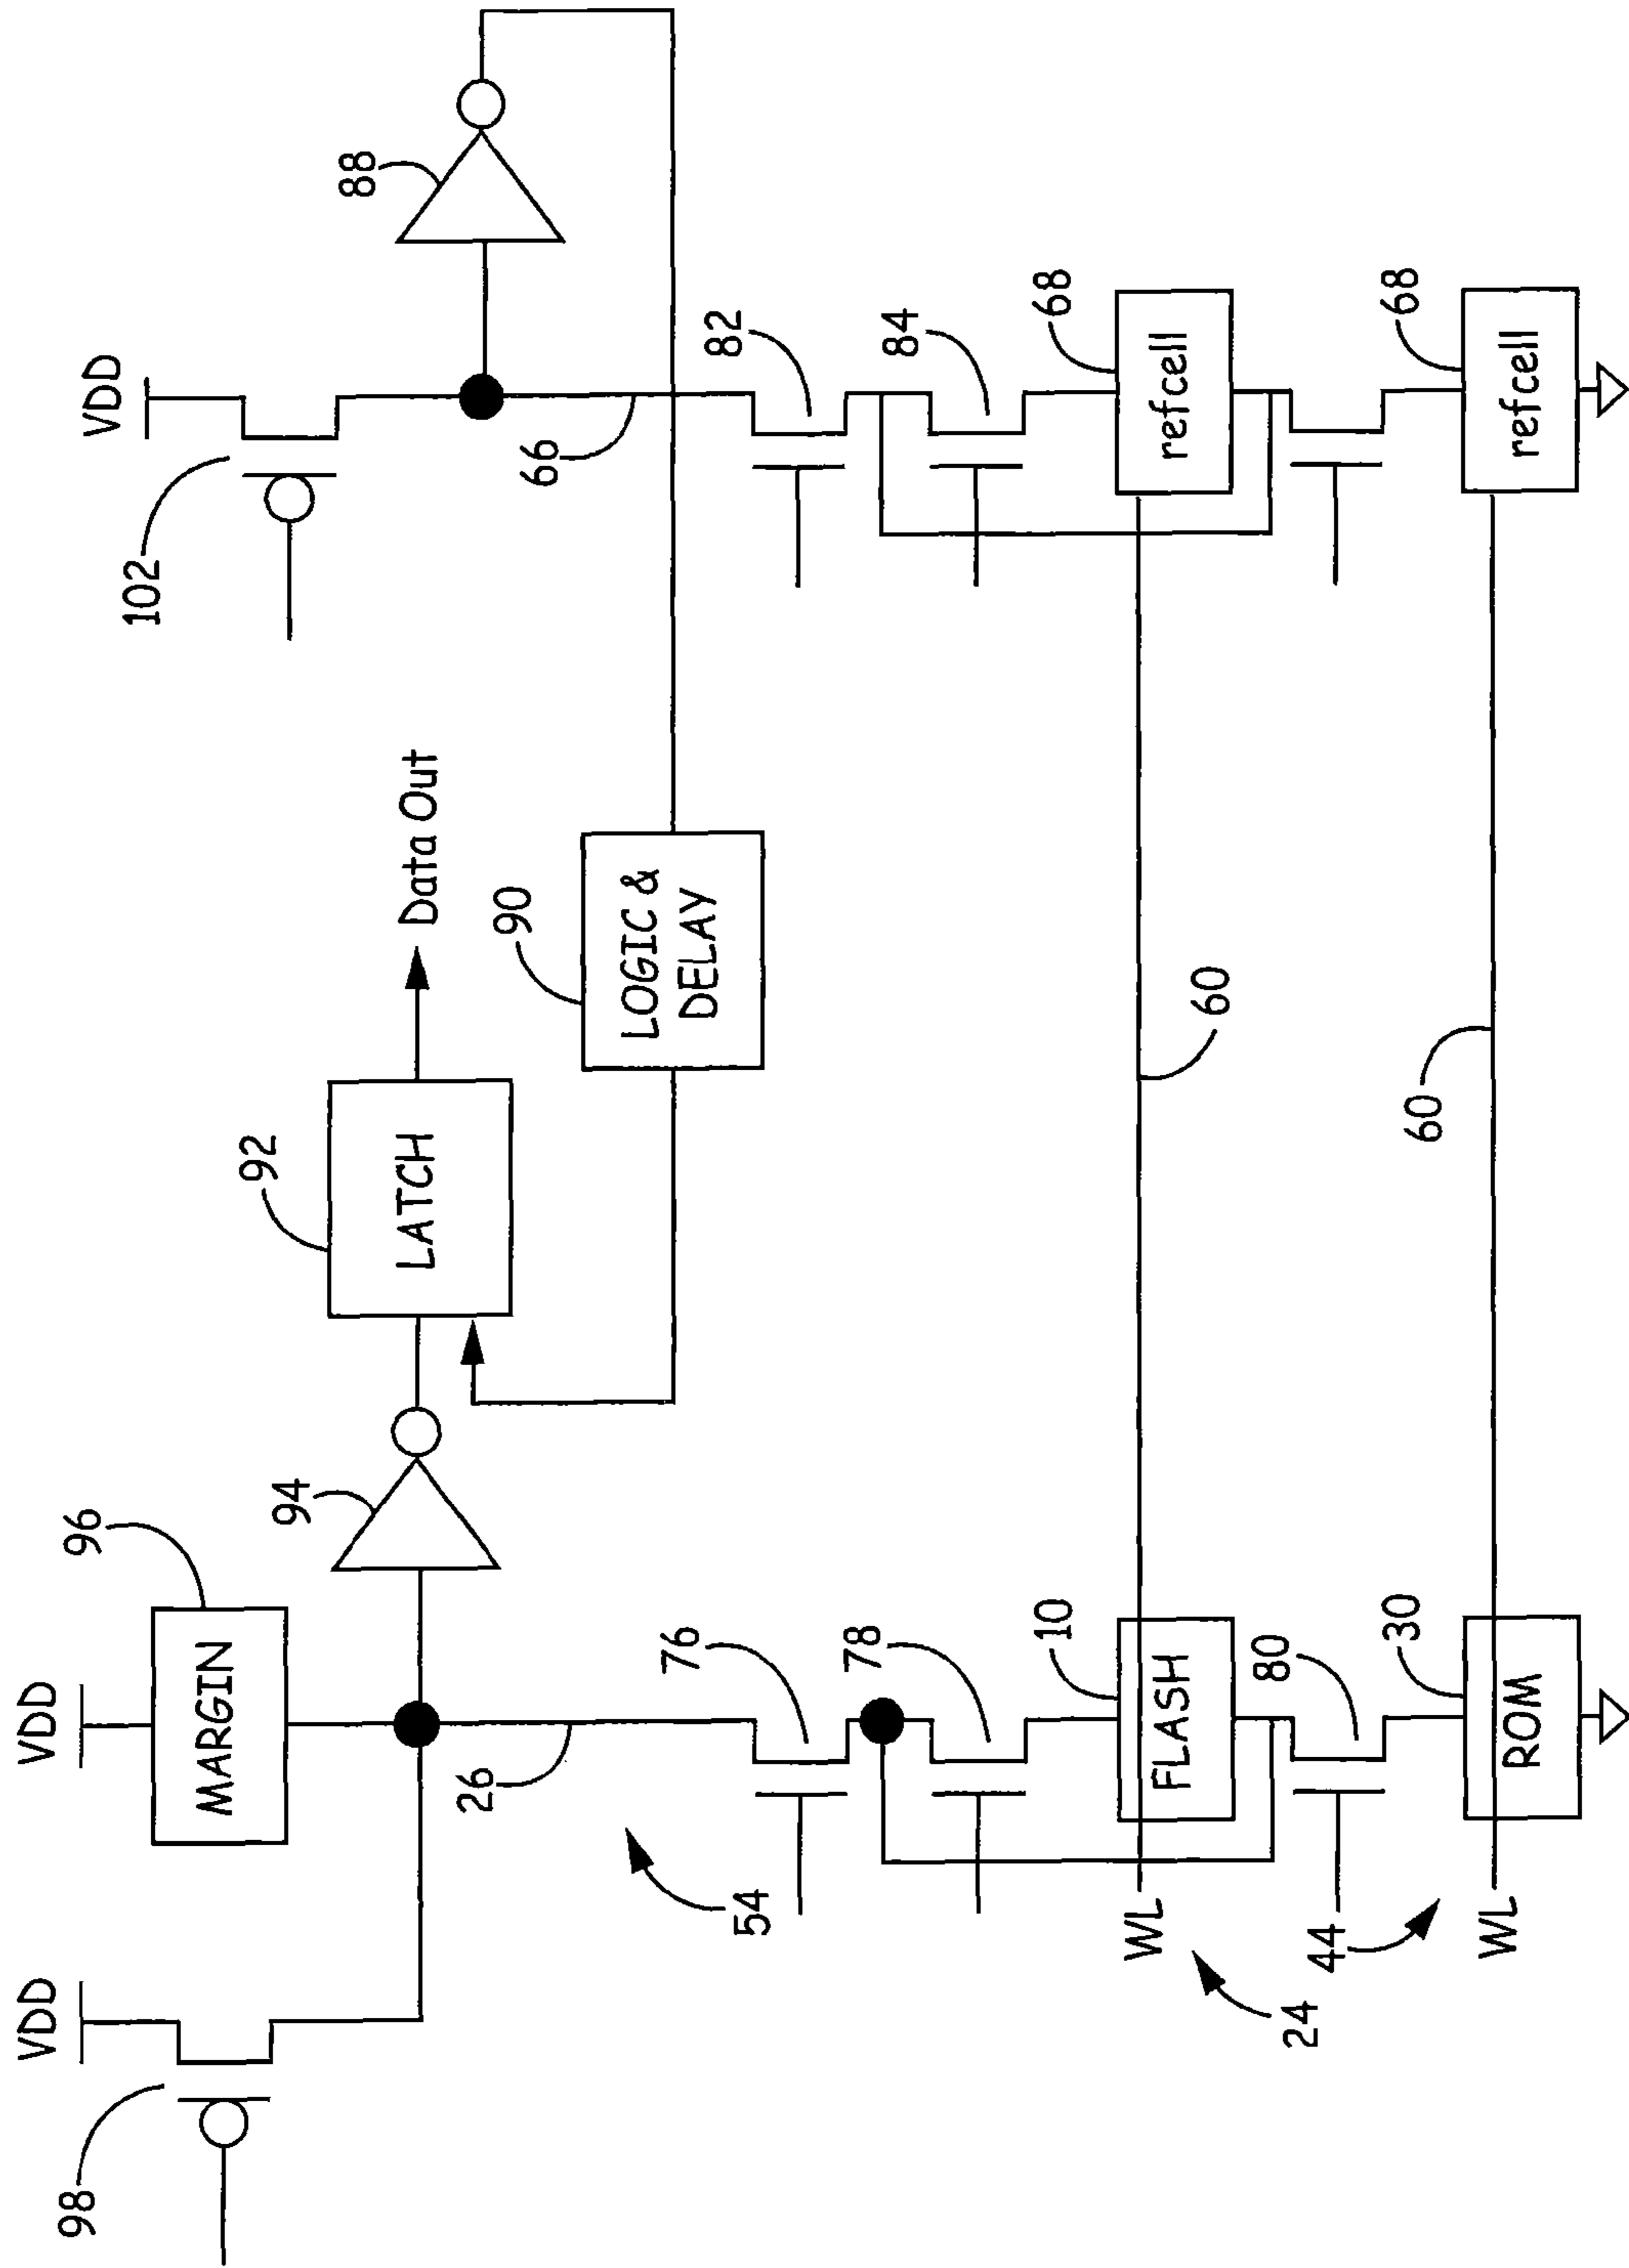 VDD
VDD
98
96
VDD
102
MARGIN
92
94
88
LATCH
Data Out
26
90
66
LOGIC &
DELAY
76
82
54
78
84
10
68
WL
FLASH
refcell
60
80
24
44
30
68
60
WL
ROM
refcell